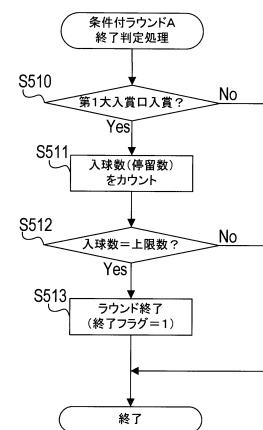 条件付ラウンドA
終了判定処理
S510
第1大入賞口入賞？
No
Yes
S511
入球数(停留数)
をカウント
S512
入球数＝上限数？
No
Yes
S513
ラウンド終了
(終了フラグ＝1)
終了